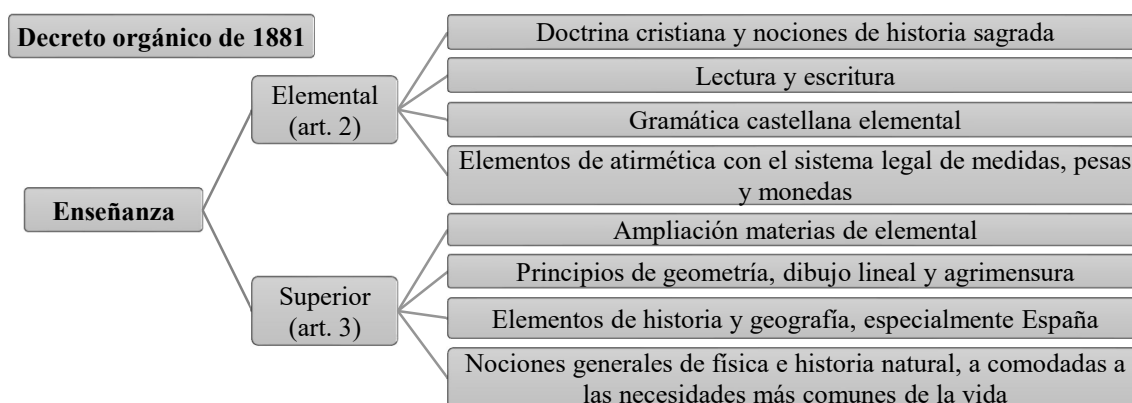 Decreto orgánico de 1881
Enseñanza
Elemental
(art. 2)
Doctrina cristiana y nociones de historia sagrada
Lectura y escritura
Gramática castellana elemental
Elementos de atirmética con el sistema legal de medidas, pesas
y monedas
Superior
(art. 3)
Ampliación materias de elemental
Principios de geometría, dibujo lineal y agrimensura
Elementos de historia y geografía, especialmente España
Nociones generales de física e historia natural, a comodadas a
las necesidades más comunes de la vida